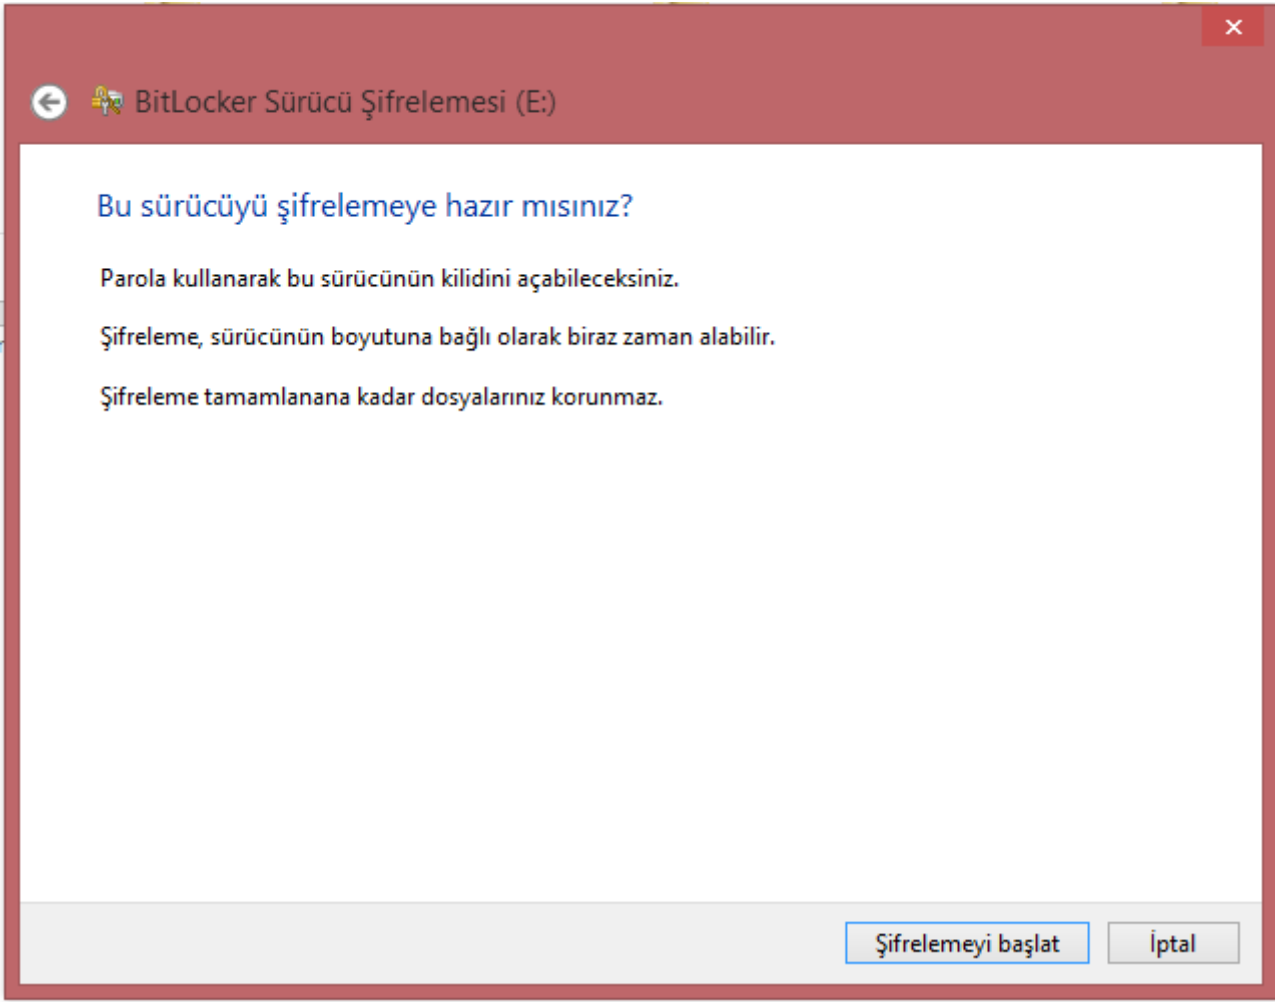 BitLocker Sürücü Şifrelemesi (E:)
Bu sürücüyü şifrelemeye hazır mısınız?
Parola kullanarak bu sürücünün kilidini açabileceksiniz.
Şifreleme, sürücünün boyutuna bağlı olarak biraz zaman alabilir.
Şifreleme tamamlanana kadar dosyalarınız korunmaz.
Şifrelemeyi başlat
İptal